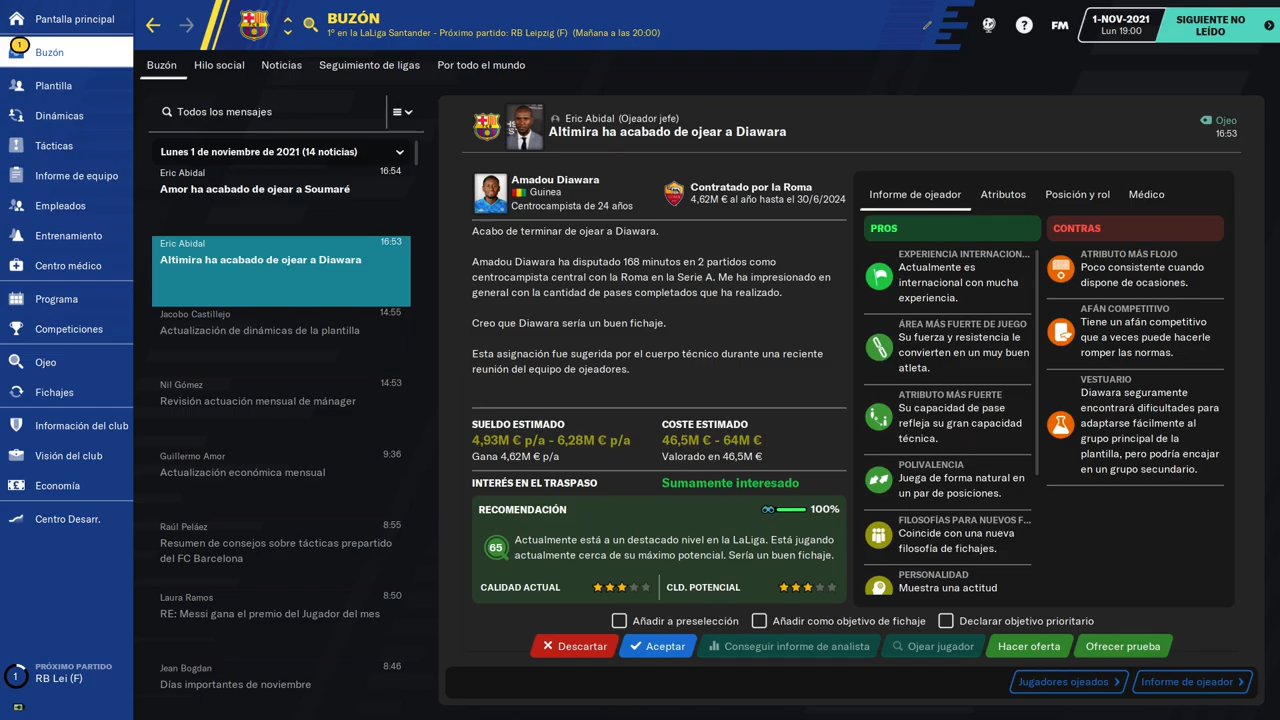 Pantalla principal
1
Buzón
Plantilla
Dinámicas
Tácticas
Informe de equipo
Empleados
Entrenamiento
Centro médico
Programa
Competiciones
Ojeo
Fichajes
Información del club
Visión del club
Economía
Centro Desarr.
PRÓXIMO PARTIDO
1
RB Lei (F)
BUZÓN
1º en la LaLiga Santander - Próximo partido: RB Leipzig (F) (Mañana a las 20:00)
?
FM
1-NOV-2021
Lun 19:00
SIGUIENTE NO
LEÍDO
Buzón
Hilo social
Noticias
Seguimiento de ligas
Por todo el mundo
Todos los mensajes
Lunes 1 de noviembre de 2021 (14 noticias)
Eric Abidal 16:54
Amor ha acabado de ojear a Soumaré
Eric Abidal 16:53
Altimira ha acabado de ojear a Diawara
Jacobo Castillejo 14:55
Actualización de dinámicas de la plantilla
Nil Gómez 14:53
Revisión actuación mensual de mánager
Guillermo Amor 9:36
Actualización económica mensual
Raúl Peláez 8:55
Resumen de consejos sobre tácticas prepartido
del FC Barcelona
Laura Ramos 8:50
RE: Messi gana el premio del Jugador del mes
Jean Bogdan 8:46
Días importantes de noviembre
Eric Abidal (Ojeador jefe)
Altimira ha acabado de ojear a Diawara
Ojeo
16:53
Amadou Diawara
Guinea
Centrocampista de 24 años
Contratado por la Roma
4,62M € al año hasta el 30/6/2024
Acabo de terminar de ojear a Diawara.
Amadou Diawara ha disputado 168 minutos en 2 partidos como
centrocampista central con la Roma en la Serie A. Me ha impresionado en
general con la cantidad de pases completados que ha realizado.
Creo que Diawara sería un buen fichaje.
Esta asignación fue sugerida por el cuerpo técnico durante una reciente
reunión del equipo de ojeadores.
SUELDO ESTIMADO
4,93M € p/a - 6,28M € p/a
Gana 4,62M € p/a
COSTE ESTIMADO
46,5M € - 64M €
Valorado en 46,5M €
INTERÉS EN EL TRASPASO
Sumamente interesado
RECOMENDACIÓN
100%
65
Actualmente está a un destacado nivel en la LaLiga. Está jugando
actualmente cerca de su máximo potencial. Sería un buen fichaje.
CALIDAD ACTUAL
CLD. POTENCIAL
Informe de ojeador
Atributos
Posición y rol
Médico
PROS
EXPERIENCIA INTERNACION...
Actualmente es
internacional con mucha
experiencia.
ÁREA MÁS FUERTE DE JUEGO
Su fuerza y resistencia le
convierten en un muy buen
atleta.
ATRIBUTO MÁS FUERTE
Su capacidad de pase
refleja su gran capacidad
técnica.
POLIVALENCIA
Juega de forma natural en
un par de posiciones.
FILOSOFÍAS PARA NUEVOS F...
Coincide con una nueva
filosofía de fichajes.
PERSONALIDAD
Muestra una actitud
CONTRAS
ATRIBUTO MÁS FLOJO
Poco consistente cuando
dispone de ocasiones.
AFÁN COMPETITIVO
Tiene un afán competitivo
que a veces puede hacerle
romper las normas.
VESTUARIO
Diawara seguramente
encontrará dificultades para
adaptarse fácilmente al
grupo principal de la
plantilla, pero podría encajar
en un grupo secundario.
Añadir a preselección
Añadir como objetivo de fichaje
Declarar objetivo prioritario
Descartar
Aceptar
Conseguir informe de analista
Ojear jugador
Hacer oferta
Ofrecer prueba
Jugadores ojeados
Informe de ojeador